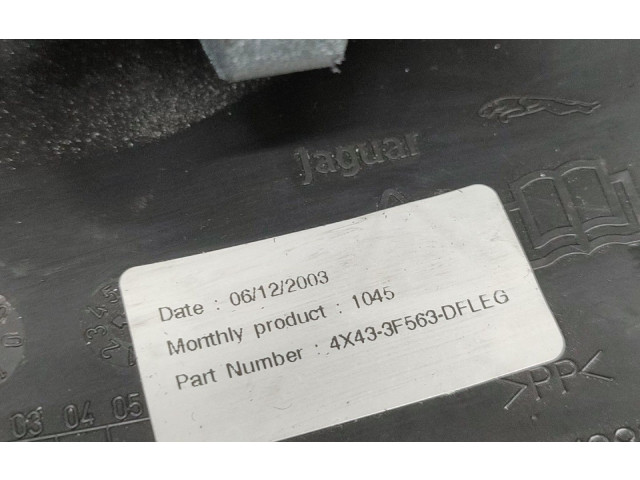 Jaguar
Date : 06/12/2003
Monthly product : 1045
Part Number : 4X43-3F563-DFLEG
03 04 05
>PP<